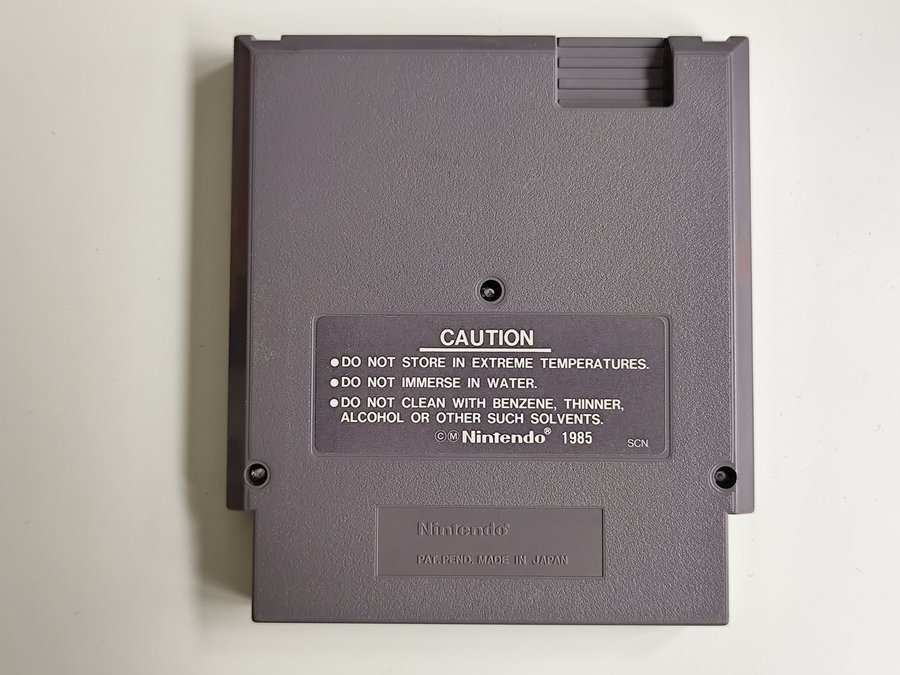 CAUTION
●DO NOT STORE IN EXTREME TEMPERATURES.
●DO NOT IMMERSE IN WATER.
●DO NOT CLEAN WITH BENZENE, THINNER,
ALCOHOL OR OTHER SUCH SOLVENTS.
©Ⓜ Nintendo® 1985 SCN
Nintendo®
PAT. PEND. MADE IN JAPAN